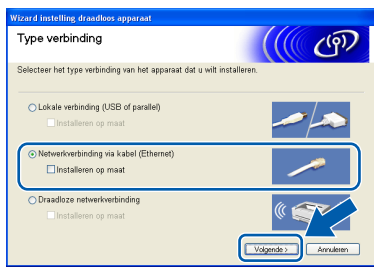 Wizard instelling draadloos apparaat
Type verbinding
Selecteer het type verbinding van het apparaat dat u wilt installeren.
Lokale verbinding (USB of parallel)
Installeren op maat
Netwerkverbinding via kabel (Ethernet)
Installeren op maat
Draadloze netwerkverbinding
Installeren op maat
Volgende >
Annuleren